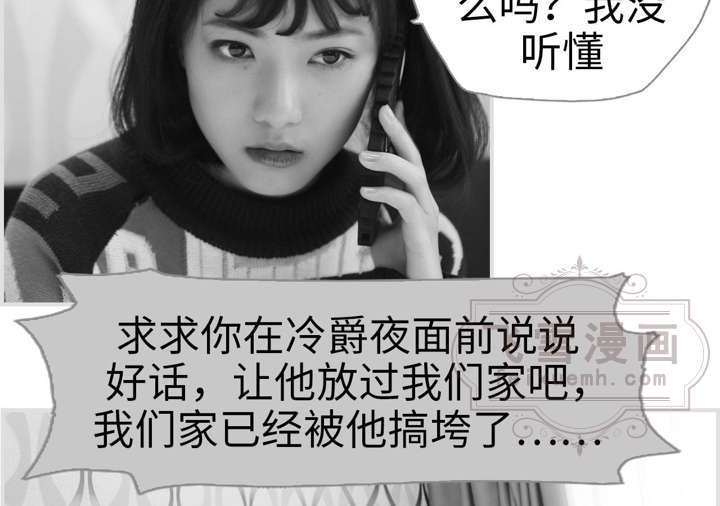 么吗？我没
听懂
求求你在冷爵夜面前说说
好话，让他放过我们家吧，
我们家已经被他搞垮了……